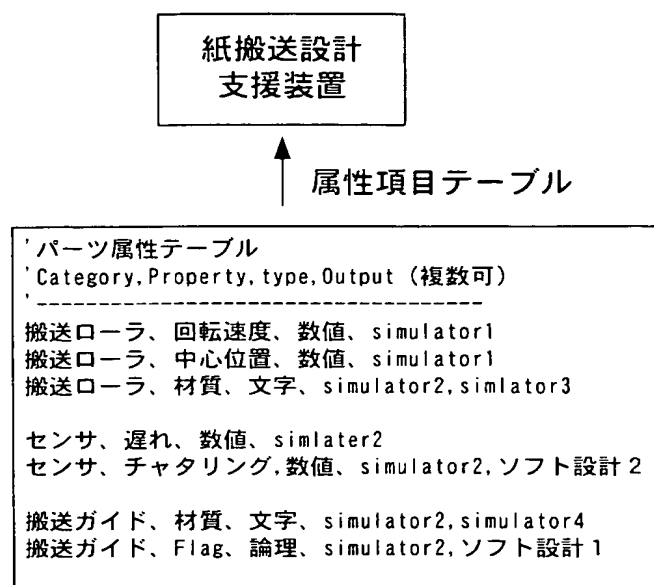 紙搬送設計
支援装置
属性項目テーブル
'パーツ属性テーブル
'Category,Property,type,Output（複数可）
'------------------------------------
搬送ローラ、回転速度、数値、simulator1
搬送ローラ、中心位置、数値、simulator1
搬送ローラ、材質、文字、simulator2,simlator3
センサ、遅れ、数値、simlater2
センサ、チャタリング,数値、simulator2,ソフト設計２
搬送ガイド、材質、文字、simulator2,simulator4
搬送ガイド、Flag、論理、simulator2,ソフト設計１